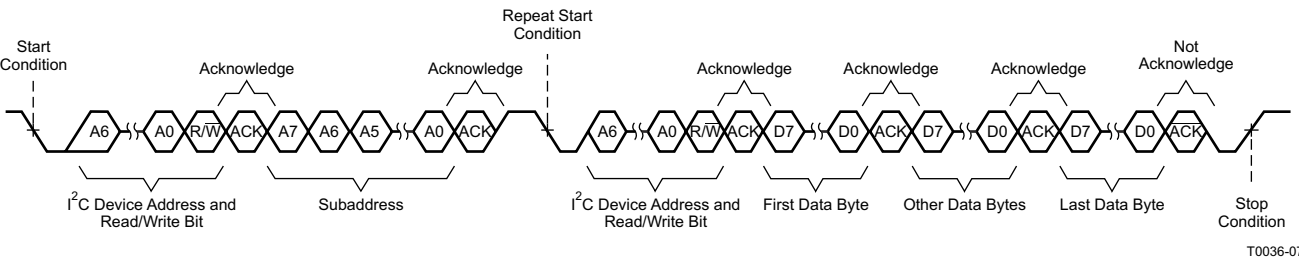 Repeat Start
Condition
Start
Condition
Not
Acknowledge
Acknowledge
Acknowledge
Acknowledge
Acknowledge
Acknowledge
A6 A0 R/W̅ ACK A7 A6 A5 A0 ACK A6 A0 R/W̅ ACK D7 D0 ACK D7 D0 ACK D7 D0 A̅C̅K̅
I²C Device Address and
Read/Write Bit
Subaddress
I²C Device Address and
Read/Write Bit
First Data Byte
Other Data Bytes
Last Data Byte
Stop
Condition
T0036-07